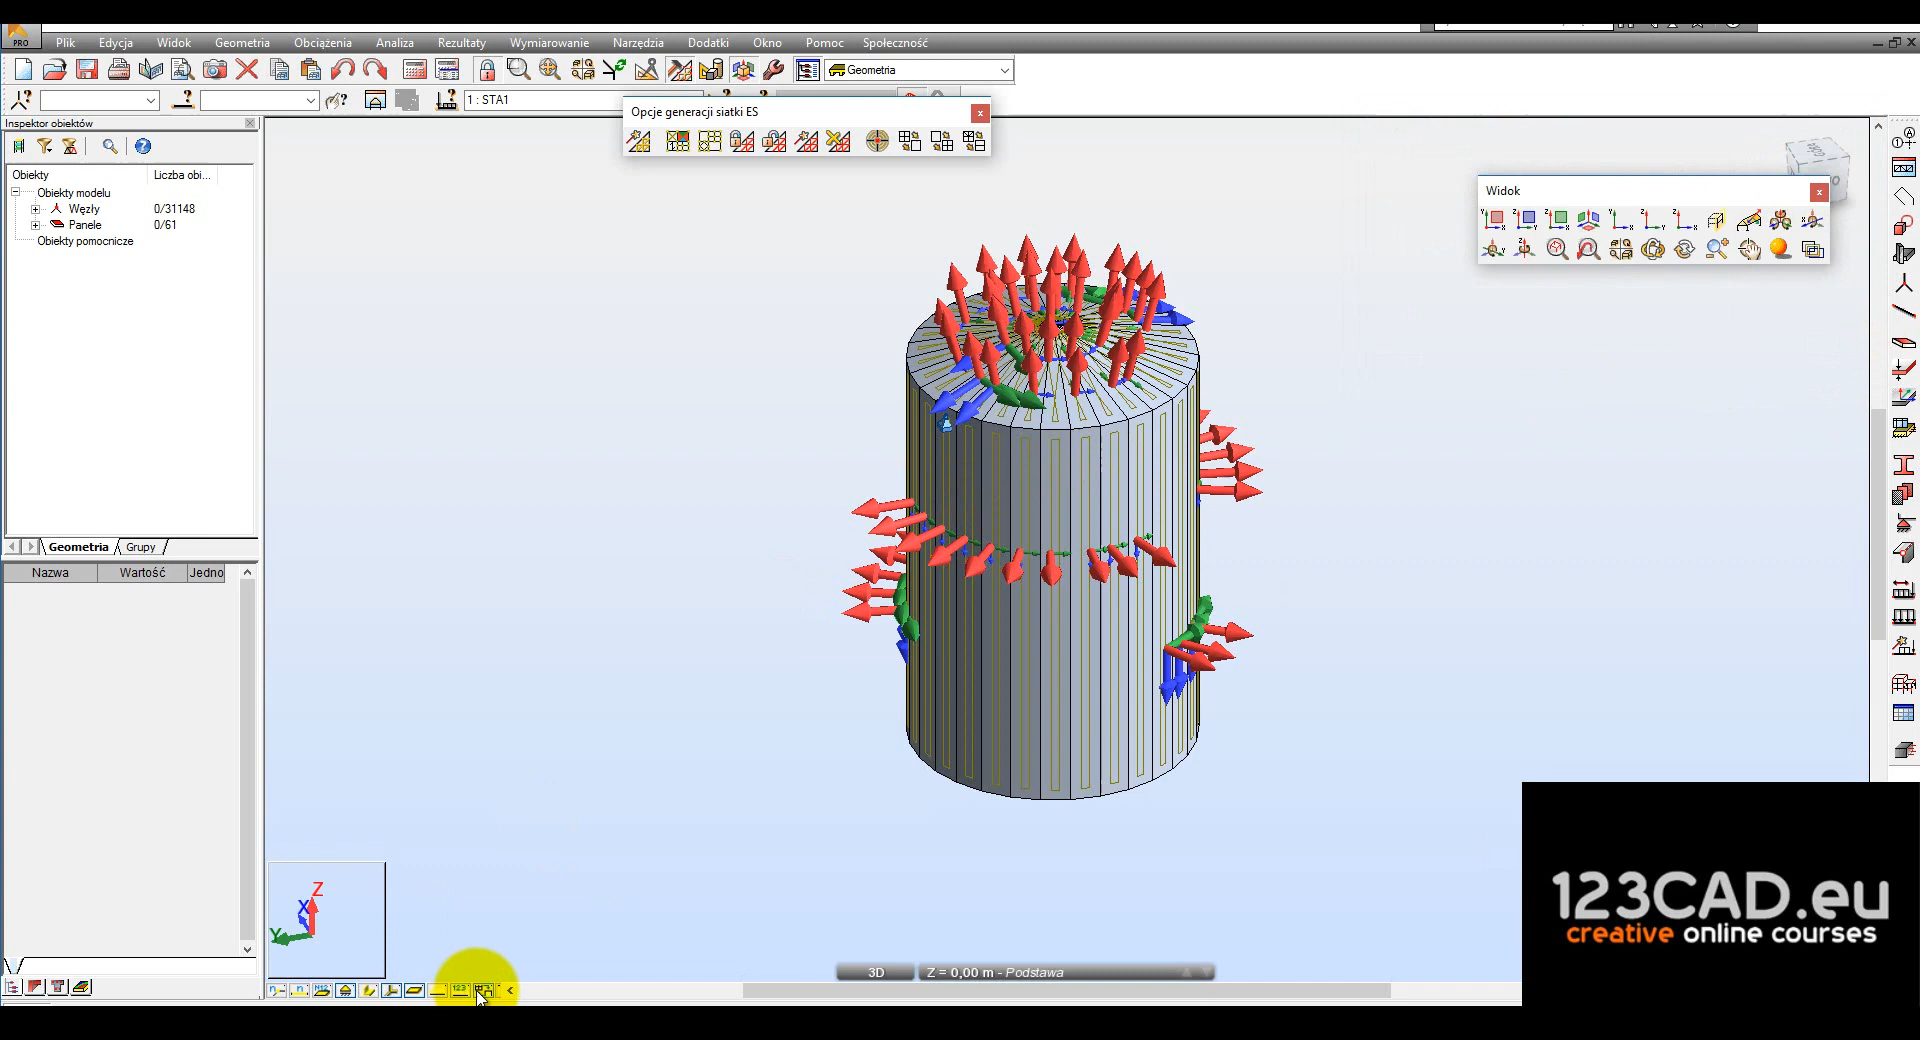 PRO
Plik Edycja Widok Geometria Obciążenia Analiza Rezultaty Wymiarowanie Narzędzia Dodatki Okno Pomoc Społeczność
Geometria
1 : STA1
Inspektor obiektów
Opcje generacji siatki ES
Widok
Obiekty Liczba obi...
Obiekty modelu
Węzły 0/31148
Panele 0/61
Obiekty pomocnicze
Geometria Grupy
Nazwa Wartość Jedno
Z
X
Y
3D Z = 0,00 m - Podstawa
123CAD.eu
creative online courses